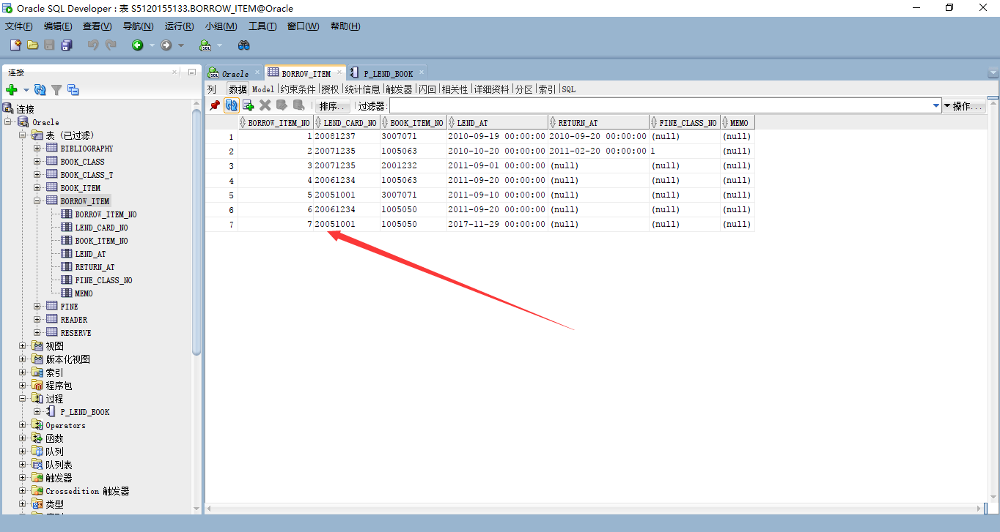 Oracle SQL Developer : 表 S5120155133.BORROW_ITEM@Oracle
文件(F) 编辑(E) 查看(V) 导航(N) 运行(R) 小组(M) 工具(T) 窗口(W) 帮助(H)
连接
连接
Oracle
表 (已过滤)
BIBLIOGRAPHY
BOOK_CLASS
BOOK_CLASS_T
BOOK_ITEM
BORROW_ITEM
BORROW_ITEM_NO
LEND_CARD_NO
BOOK_ITEM_NO
LEND_AT
RETURN_AT
FINE_CLASS_NO
MEMO
FINE
READER
RESERVE
视图
版本化视图
索引
程序包
过程
P_LEND_BOOK
Operators
函数
队列
队列表
触发器
Crossedition 触发器
类型
Oracle BORROW_ITEM P_LEND_BOOK
列 数据 Model 约束条件 授权 统计信息 触发器 闪回 相关性 详细资料 分区 索引 SQL
排序.. 过滤器: 操作...
BORROW_ITEM_NO LEND_CARD_NO BOOK_ITEM_NO LEND_AT RETURN_AT FINE_CLASS_NO MEMO
1 1 20081237 3007071 2010-09-19 00:00:00 2010-09-20 00:00:00 (null) (null)
2 2 20071235 1005063 2010-10-20 00:00:00 2011-02-20 00:00:00 1 (null)
3 3 20071235 2001232 2011-09-01 00:00:00 (null) (null) (null)
4 4 20061234 1005063 2011-09-20 00:00:00 (null) (null) (null)
5 5 20051001 3007071 2011-09-10 00:00:00 (null) (null) (null)
6 6 20061234 1005050 2011-09-20 00:00:00 (null) (null) (null)
7 7 20051001 1005050 2017-11-29 00:00:00 (null) (null) (null)